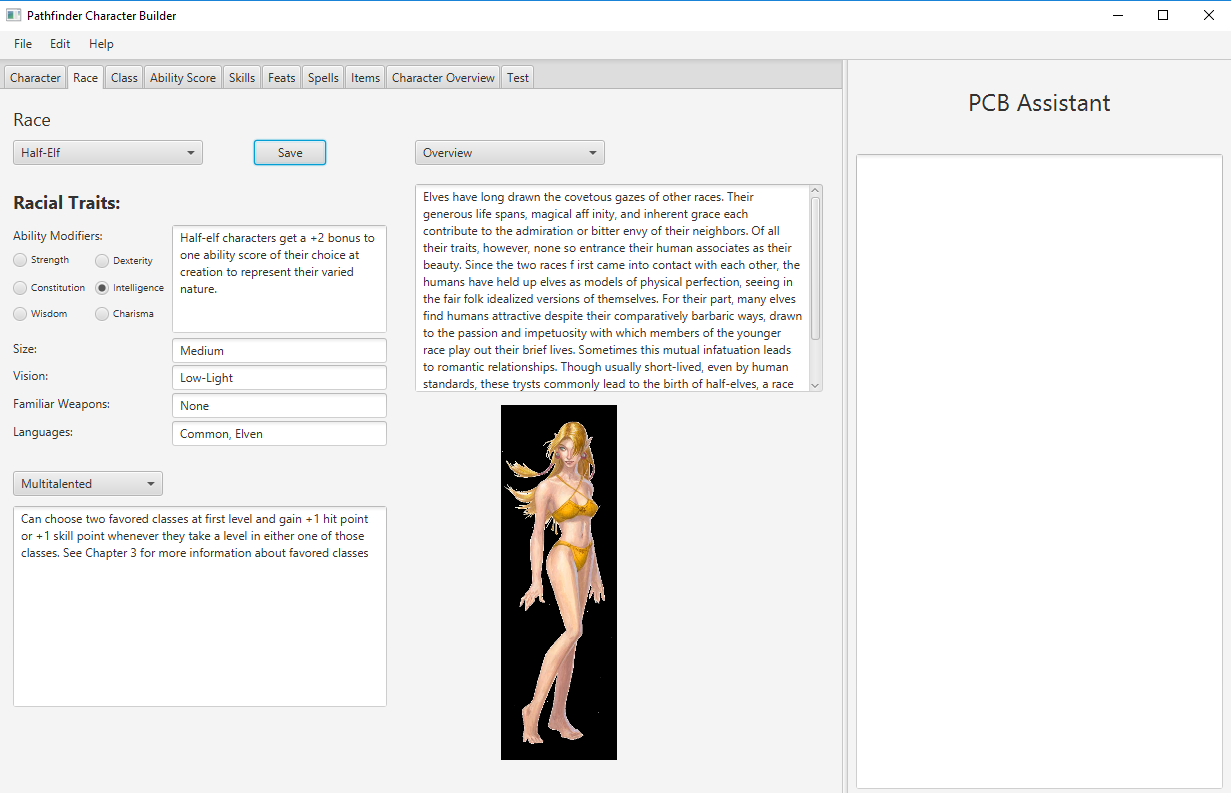 Pathfinder Character Builder
File Edit Help
Character Race Class Ability Score Skills Feats Spells Items Character Overview Test
PCB Assistant
Race
Half-Elf
Save
Overview
Racial Traits:
Ability Modifiers:
Strength Dexterity
Constitution Intelligence
Wisdom Charisma
Half-elf characters get a +2 bonus to
one ability score of their choice at
creation to represent their varied
nature.
Size:
Medium
Vision:
Low-Light
Familiar Weapons:
None
Languages:
Common, Elven
Multitalented
Can choose two favored classes at first level and gain +1 hit point
or +1 skill point whenever they take a level in either one of those
classes. See Chapter 3 for more information about favored classes
Elves have long drawn the covetous gazes of other races. Their
generous life spans, magical aff inity, and inherent grace each
contribute to the admiration or bitter envy of their neighbors. Of all
their traits, however, none so entrance their human associates as their
beauty. Since the two races f irst came into contact with each other, the
humans have held up elves as models of physical perfection, seeing in
the fair folk idealized versions of themselves. For their part, many elves
find humans attractive despite their comparatively barbaric ways, drawn
to the passion and impetuosity with which members of the younger
race play out their brief lives. Sometimes this mutual infatuation leads
to romantic relationships. Though usually short-lived, even by human
standards, these trysts commonly lead to the birth of half-elves, a race